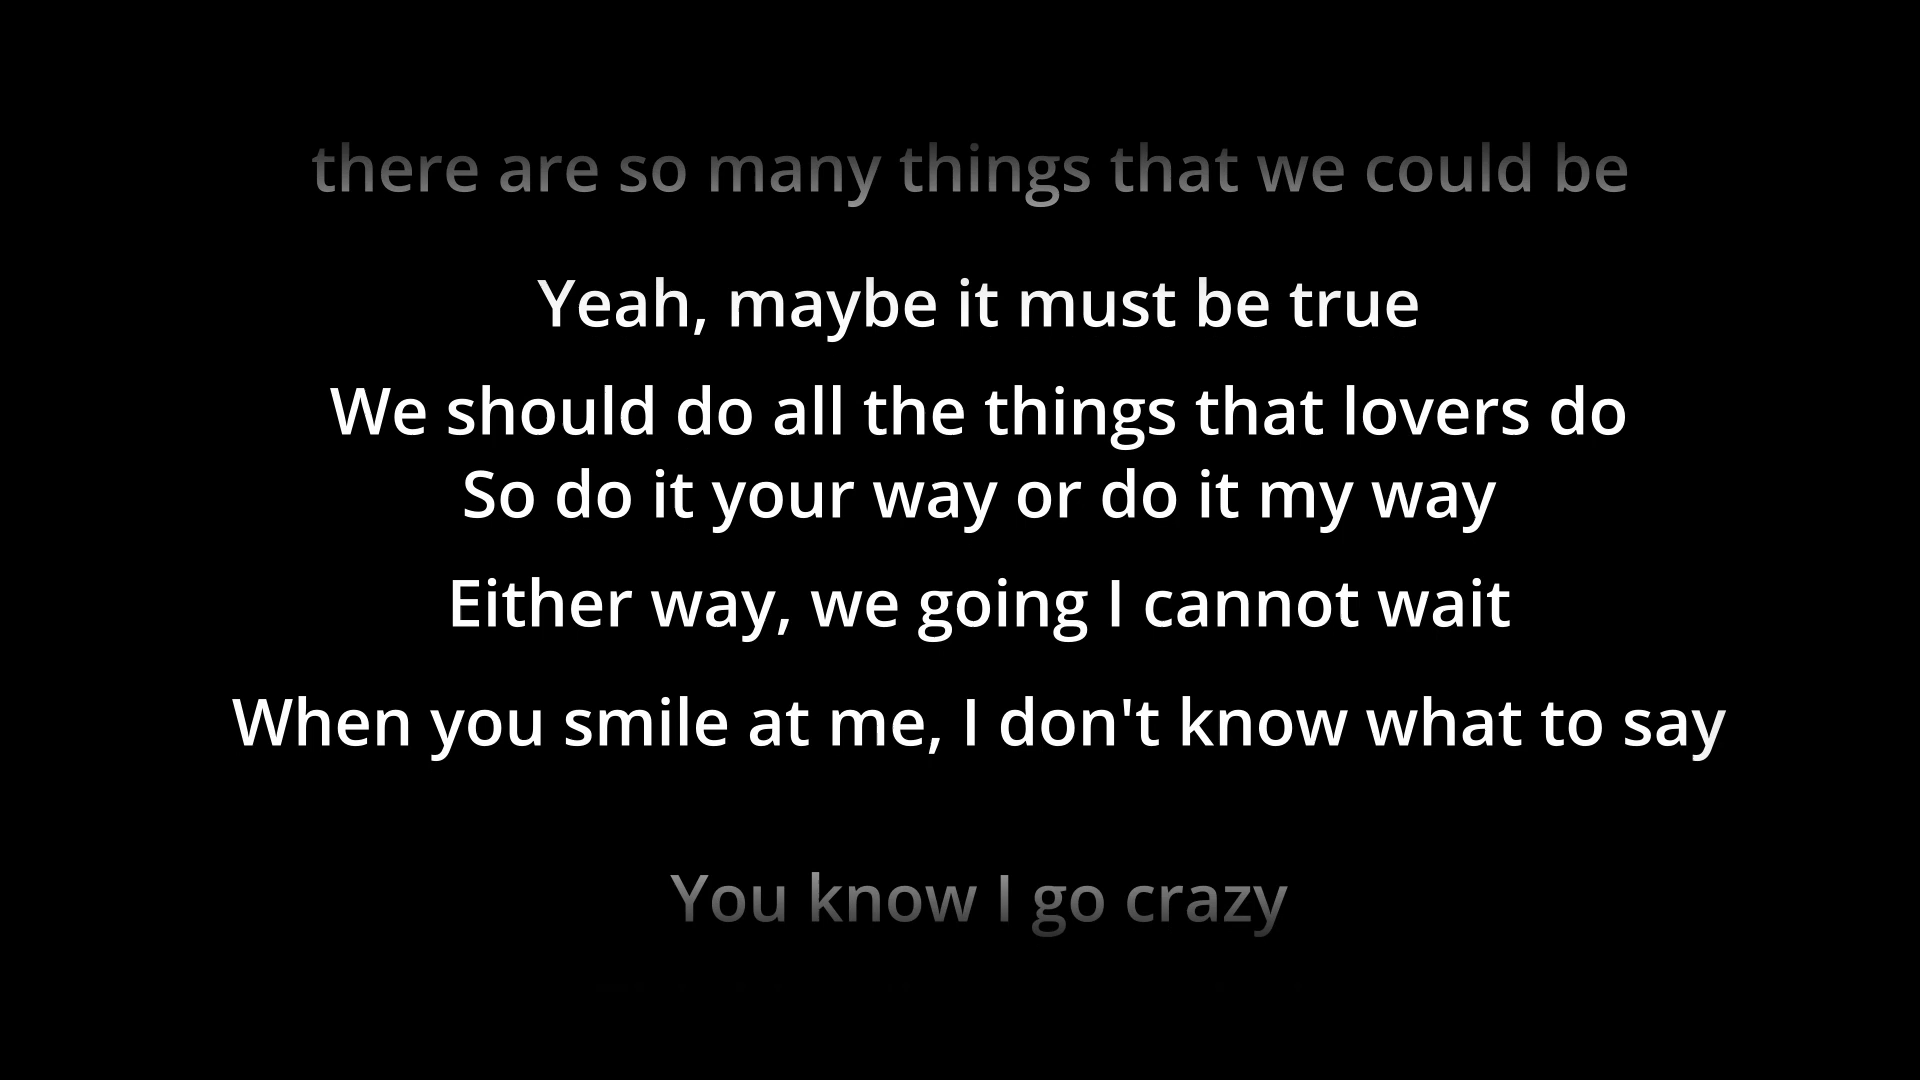 there are so many things that we could be
Yeah, maybe it must be true
We should do all the things that lovers do
So do it your way or do it my way
Either way, we going I cannot wait
When you smile at me, I don't know what to say
You know I go crazy